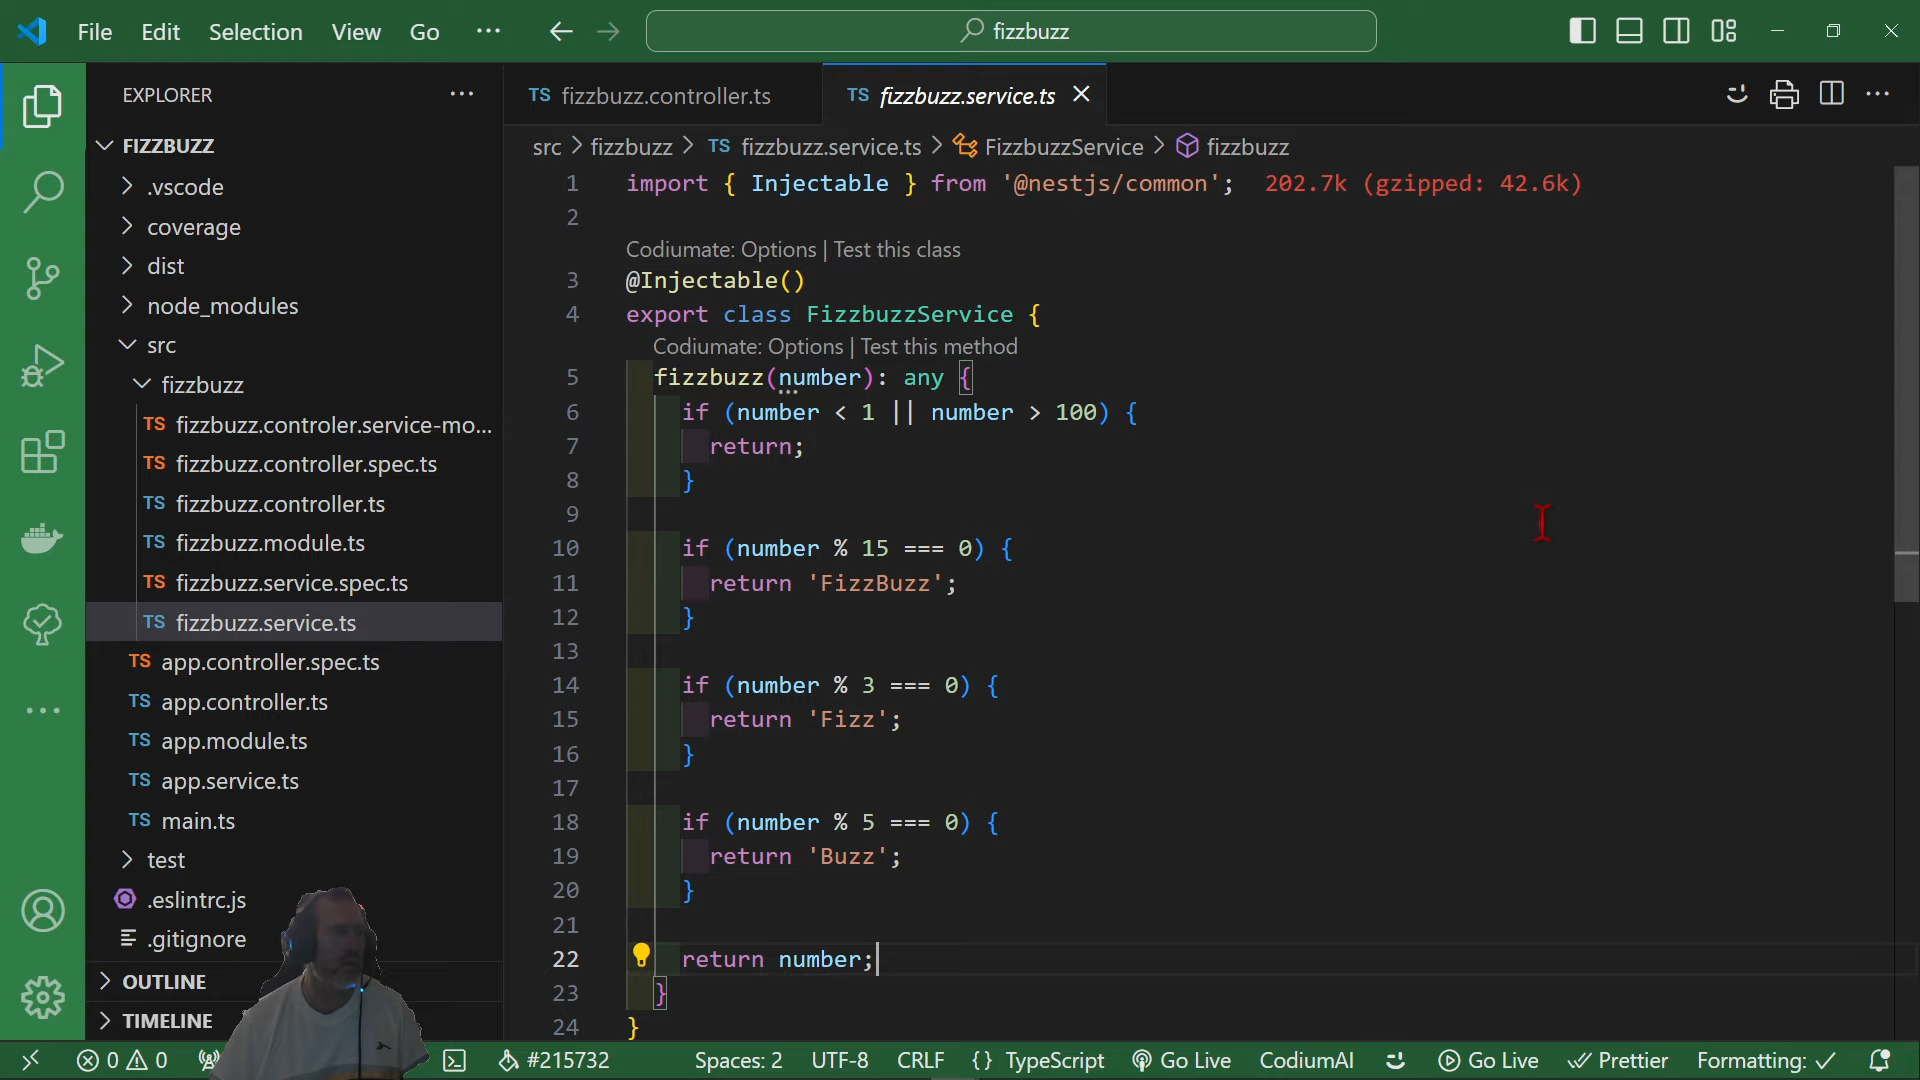 File Edit Selection View Go ··· fizzbuzz
EXPLORER ···
FIZZBUZZ
.vscode
coverage
dist
node_modules
src
fizzbuzz
TS fizzbuzz.controler.service-mo...
TS fizzbuzz.controller.spec.ts
TS fizzbuzz.controller.ts
TS fizzbuzz.module.ts
TS fizzbuzz.service.spec.ts
TS fizzbuzz.service.ts
TS app.controller.spec.ts
TS app.controller.ts
TS app.module.ts
TS app.service.ts
TS main.ts
test
.eslintrc.js
.gitignore
OUTLINE
TIMELINE
TS fizzbuzz.controller.ts TS fizzbuzz.service.ts
src > fizzbuzz > TS fizzbuzz.service.ts > FizzbuzzService > fizzbuzz
1 import { Injectable } from '@nestjs/common'; 202.7k (gzipped: 42.6k)
2
Codiumate: Options | Test this class
3 @Injectable()
4 export class FizzbuzzService {
Codiumate: Options | Test this method
5 fizzbuzz(number): any {
6 if (number < 1 || number > 100) {
7 return;
8 }
9
10 if (number % 15 === 0) {
11 return 'FizzBuzz';
12 }
13
14 if (number % 3 === 0) {
15 return 'Fizz';
16 }
17
18 if (number % 5 === 0) {
19 return 'Buzz';
20 }
21
22 return number;
23 }
24 }
0 0 #215732 Spaces: 2 UTF-8 CRLF {} TypeScript Go Live CodiumAI Go Live Prettier Formatting: ✓